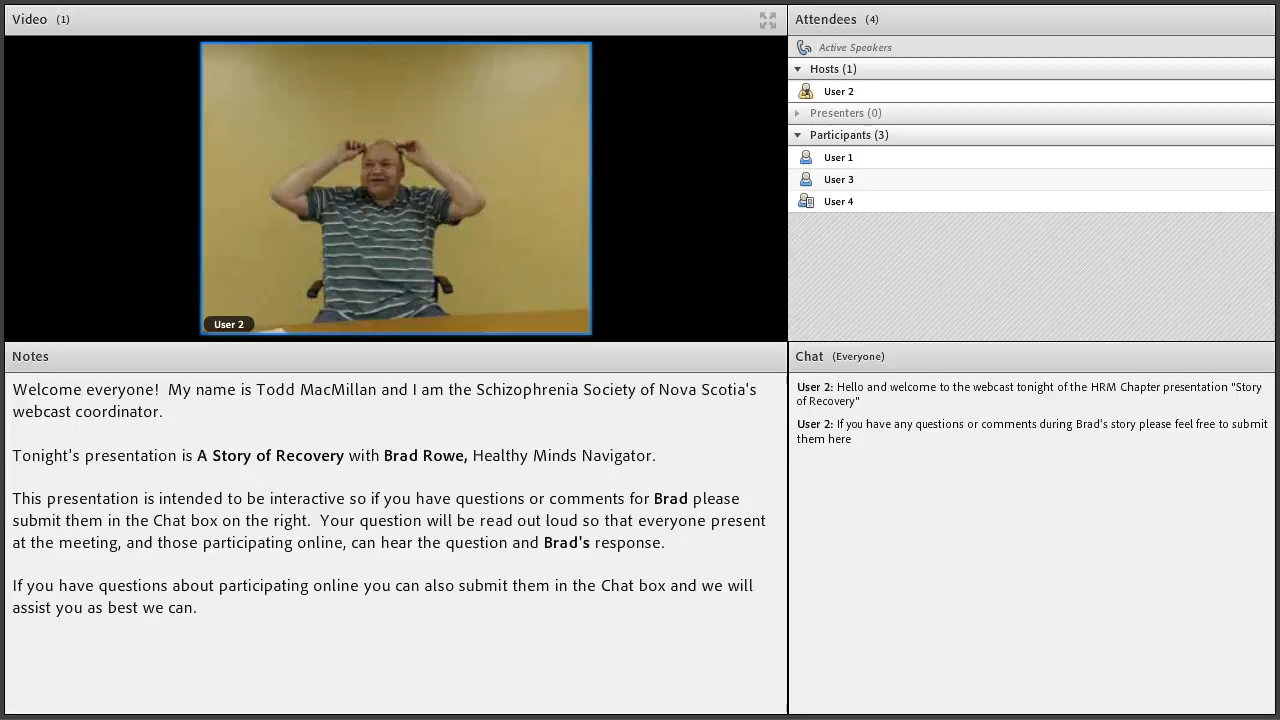 Video (1)
User 2
Attendees (4)
Active Speakers
Hosts (1)
User 2
Presenters (0)
Participants (3)
User 1
User 3
User 4
Notes
Welcome everyone!  My name is Todd MacMillan and I am the Schizophrenia Society of Nova Scotia's
webcast coordinator.
Tonight's presentation is A Story of Recovery with Brad Rowe, Healthy Minds Navigator.
This presentation is intended to be interactive so if you have questions or comments for Brad please
submit them in the Chat box on the right.  Your question will be read out loud so that everyone present
at the meeting, and those participating online, can hear the question and Brad's response.
If you have questions about participating online you can also submit them in the Chat box and we will
assist you as best we can.
Chat (Everyone)
User 2: Hello and welcome to the webcast tonight of the HRM Chapter presentation "Story
of Recovery"
User 2: If you have any questions or comments during Brad's story please feel free to submit
them here